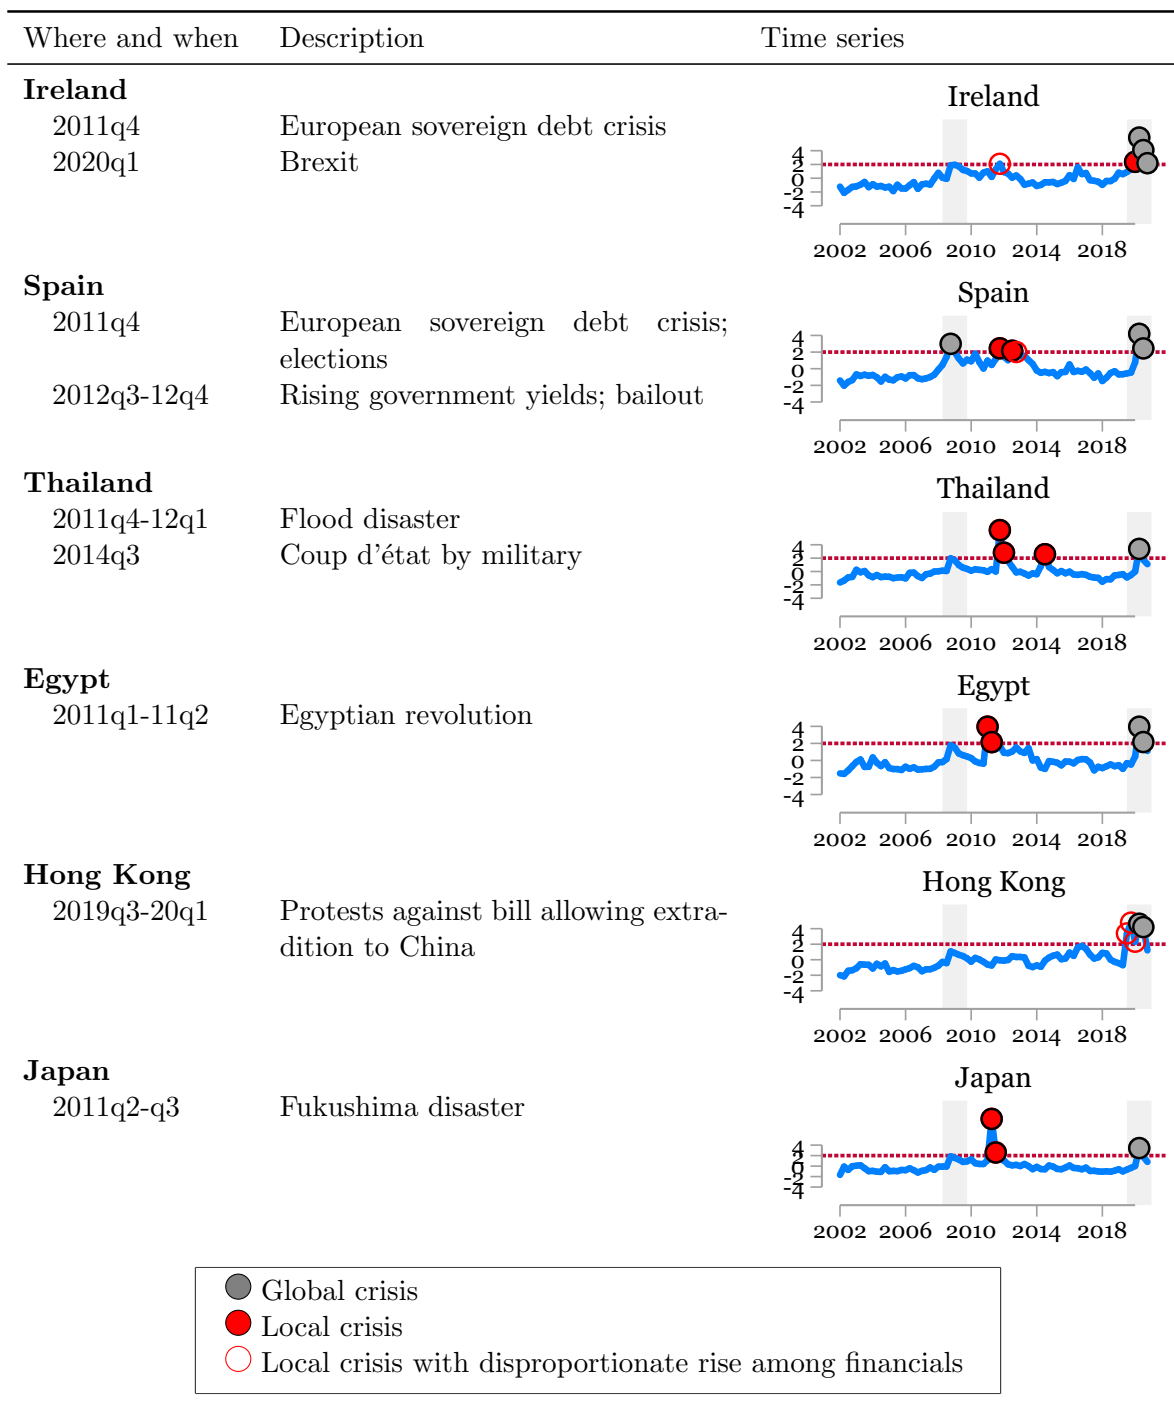 Where and when Description Time series
Ireland
Ireland
2011q4 European sovereign debt crisis
2020q1 Brexit
4
2
0
-2
-4
2002 2006 2010 2014 2018
Spain
Spain
2011q4 European sovereign debt crisis;
elections
2012q3-12q4 Rising government yields; bailout
4
2
0
-2
-4
2002 2006 2010 2014 2018
Thailand
Thailand
2011q4-12q1 Flood disaster
2014q3 Coup d'état by military
4
2
0
-2
-4
2002 2006 2010 2014 2018
Egypt
Egypt
2011q1-11q2 Egyptian revolution
4
2
0
-2
-4
2002 2006 2010 2014 2018
Hong Kong
Hong Kong
2019q3-20q1 Protests against bill allowing extra-
dition to China
4
2
0
-2
-4
2002 2006 2010 2014 2018
Japan
Japan
2011q2-q3 Fukushima disaster
4
2
0
-2
-4
2002 2006 2010 2014 2018
Global crisis
Local crisis
Local crisis with disproportionate rise among financials